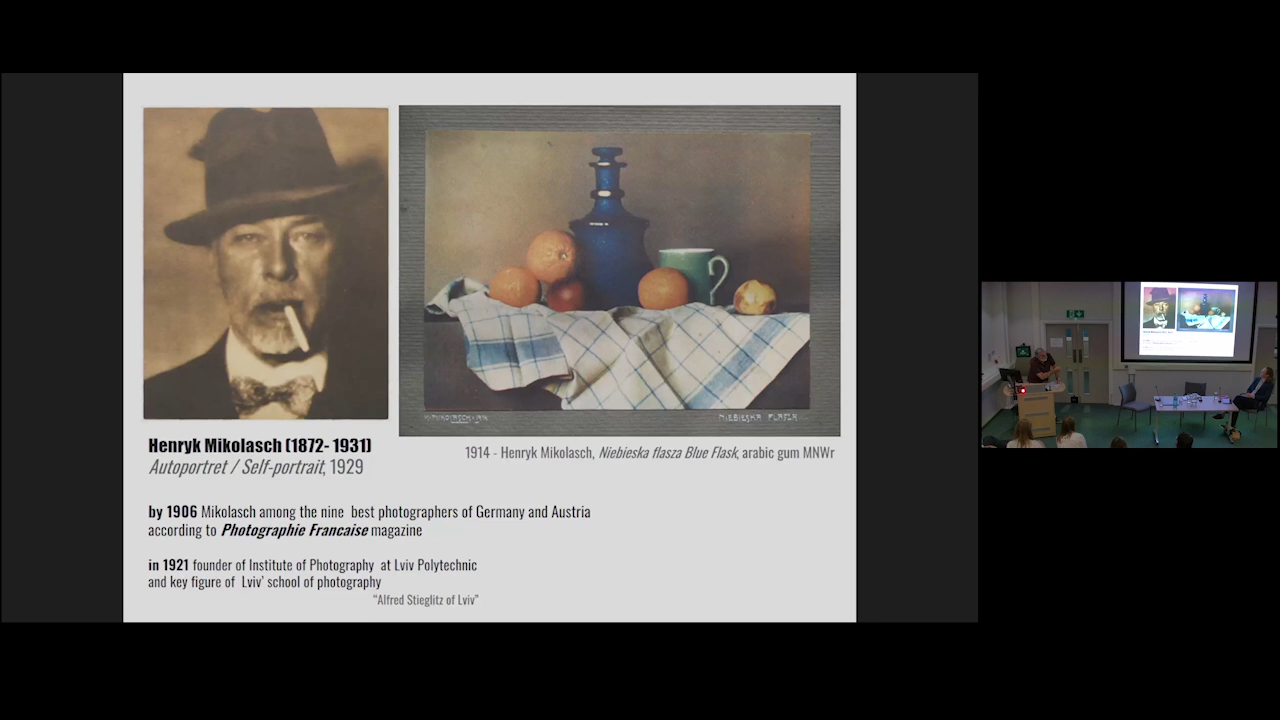 Henryk Mikolasch (1872- 1931)
Autoportret / Self-portrait, 1929
NIEBIESKA FLASZA
1914 - Henryk Mikolasch, Niebieska flasza Blue Flask, arabic gum MNWr
by 1906 Mikolasch among the nine best photographers of Germany and Austria
according to Photographie Francaise magazine
in 1921 founder of Institute of Photography at Lviv Polytechnic
and key figure of Lviv' school of photography
“Alfred Stieglitz of Lviv”